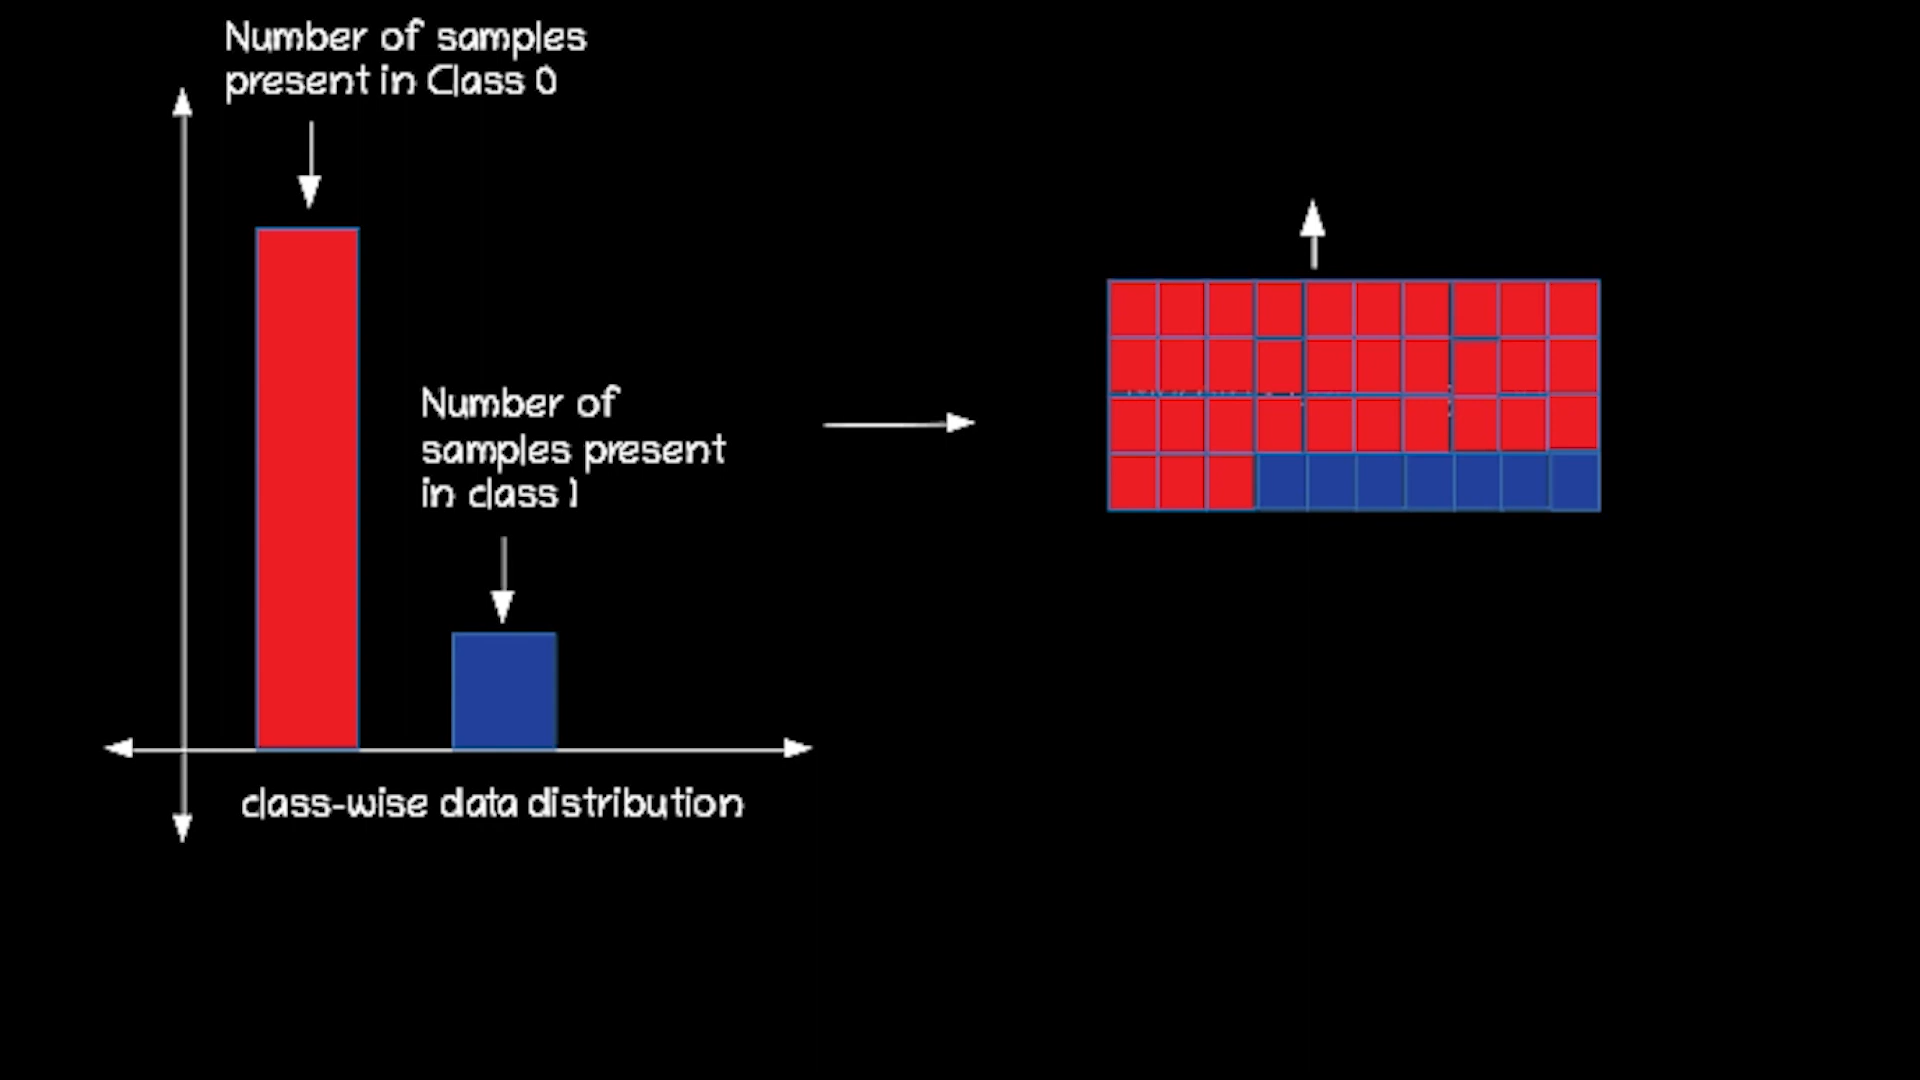 Number of samples
present in Class 0
Number of
samples present
in class 1
class-wise data distribution